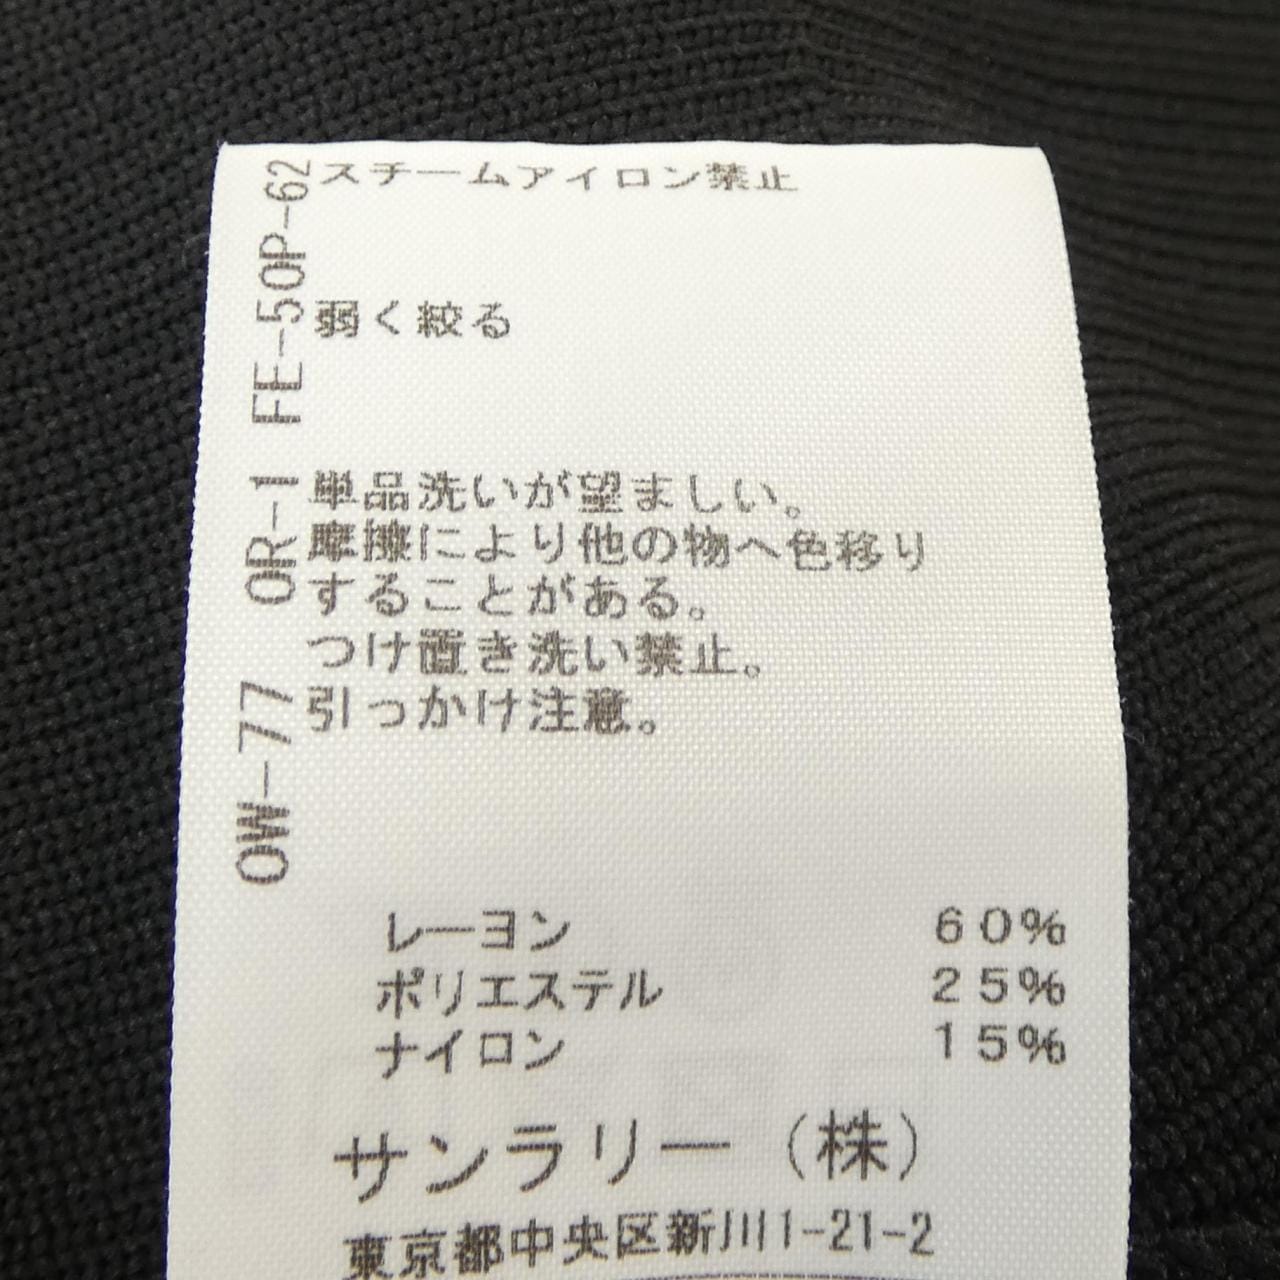 スチームアイロン禁止
弱く絞る
単品洗いが望ましい。
摩擦により他の物へ色移り
することがある。
つけ置き洗い禁止。
引っかけ注意。
OW-77 OR-1 FE-50P-62
レーヨン 60%
ポリエステル 25%
ナイロン 15%
サンラリー（株）
東京都中央区新川1-21-2